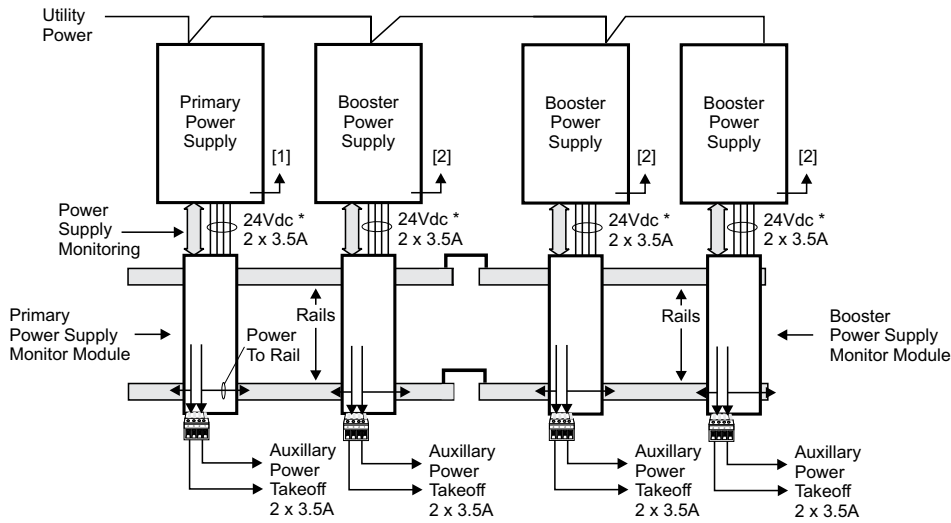 Utility
Power
Primary
Power
Supply
Booster
Power
Supply
Booster
Power
Supply
Booster
Power
Supply
[1]
[2]
[2]
[2]
Power
Supply
Monitoring
24Vdc *
2 x 3.5A
24Vdc *
2 x 3.5A
24Vdc *
2 x 3.5A
24Vdc *
2 x 3.5A
Primary
Power Supply
Monitor Module
Rails
Power
To Rail
Rails
Booster
Power Supply
Monitor Module
Auxillary
Power
Takeoff
2 x 3.5A
Auxillary
Power
Takeoff
2 x 3.5A
Auxillary
Power
Takeoff
2 x 3.5A
Auxillary
Power
Takeoff
2 x 3.5A